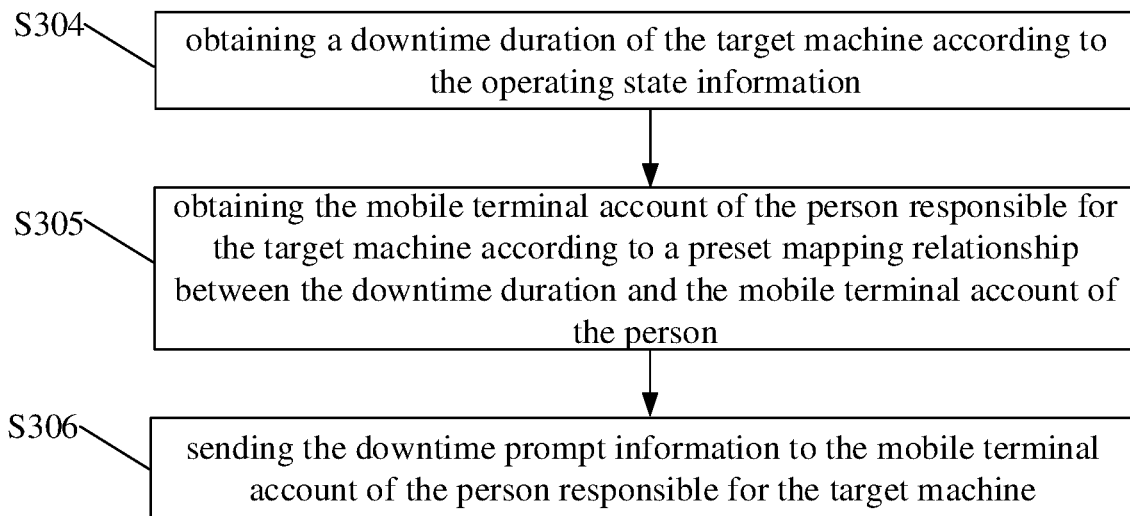 S304
obtaining a downtime duration of the target machine according to
the operating state information
S305
obtaining the mobile terminal account of the person responsible for
the target machine according to a preset mapping relationship
between the downtime duration and the mobile terminal account of
the person
S306
sending the downtime prompt information to the mobile terminal
account of the person responsible for the target machine